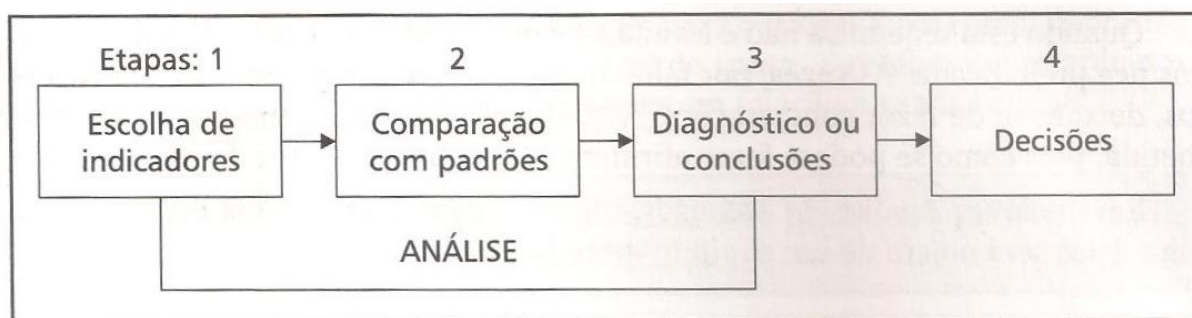 Etapas: 1 2 3 4
Escolha de
indicadores
Comparação
com padrões
Diagnóstico ou
conclusões
Decisões
ANÁLISE